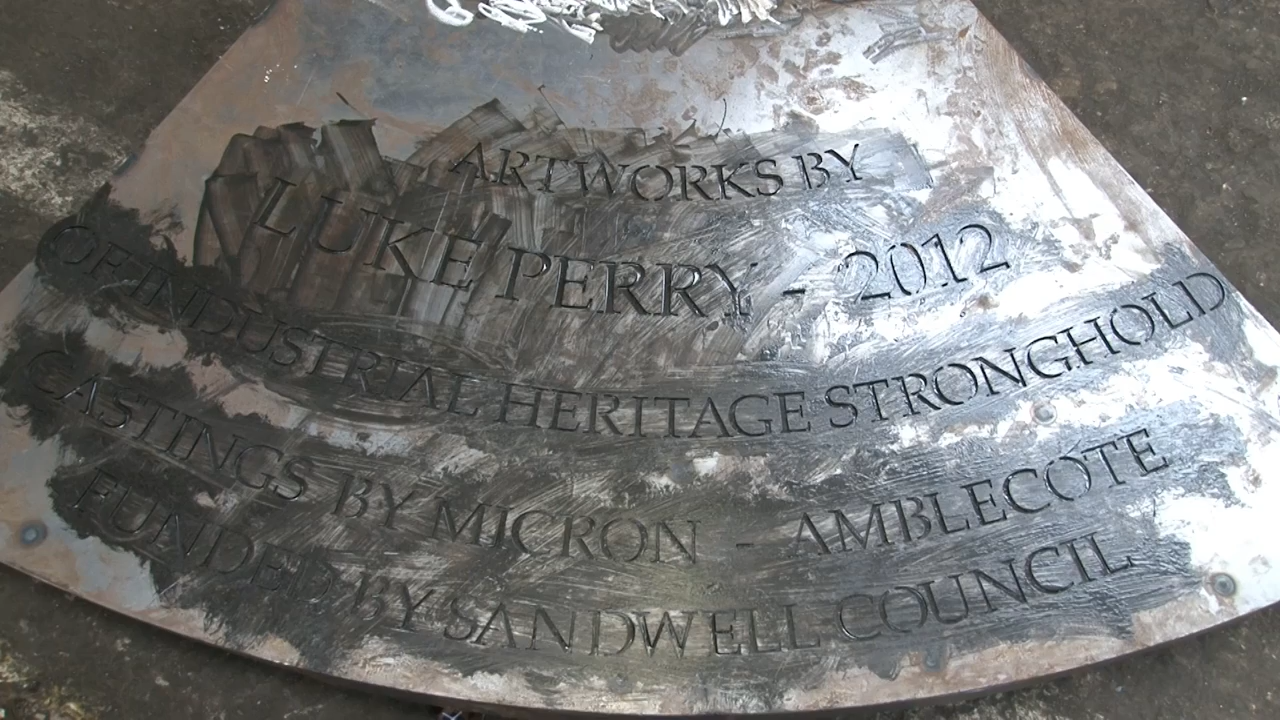 ARTWORKS BY
LUKE PERRY - 2012
OF INDUSTRIAL HERITAGE STRONGHOLD
CASTINGS BY MICRON - AMBLECOTE
FUNDED BY SANDWELL COUNCIL